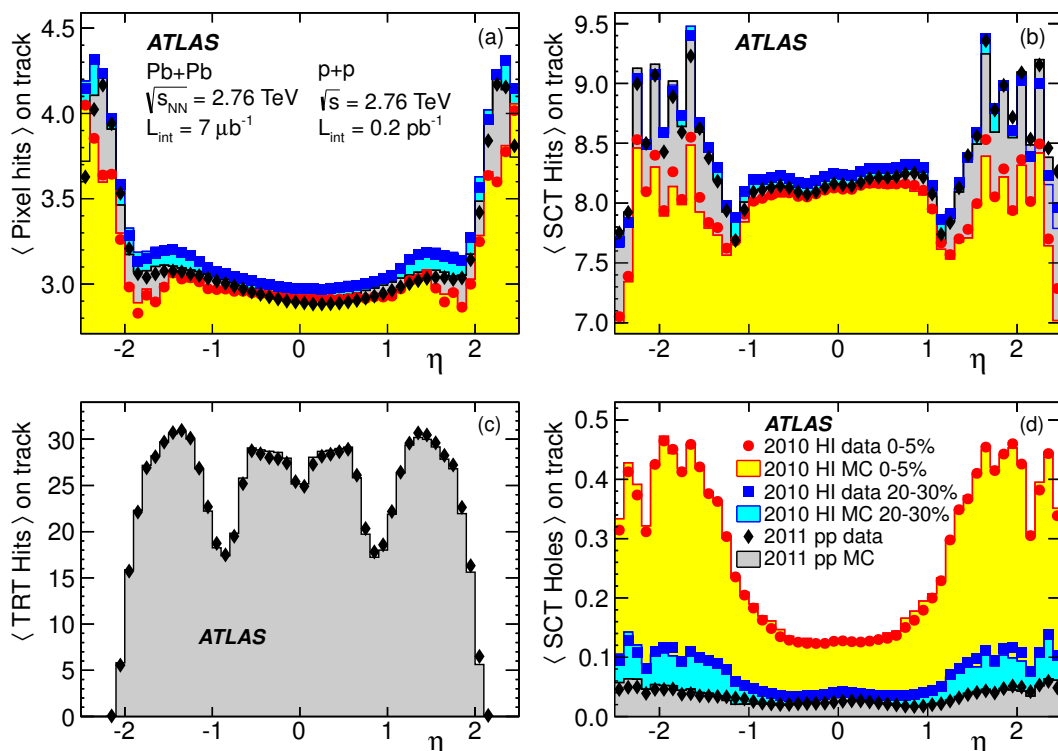 ⟨ Pixel hits ⟩ on track
4.5
4.0
3.5
3.0
ATLAS
(a)
Pb+Pb
√s_NN = 2.76 TeV
L_int = 7 μb⁻¹
p+p
√s = 2.76 TeV
L_int = 0.2 pb⁻¹
-2 -1 0 1 2
η
⟨ SCT Hits ⟩ on track
9.5
9.0
8.5
8.0
7.5
7.0
ATLAS
(b)
-2 -1 0 1 2
η
⟨ TRT Hits ⟩ on track
30
25
20
15
10
5
0
(c)
ATLAS
-2 -1 0 1 2
η
⟨ SCT Holes ⟩ on track
0.5
0.4
0.3
0.2
0.1
0.0
ATLAS
(d)
2010 HI data 0-5%
2010 HI MC 0-5%
2010 HI data 20-30%
2010 HI MC 20-30%
2011 pp data
2011 pp MC
-2 -1 0 1 2
η